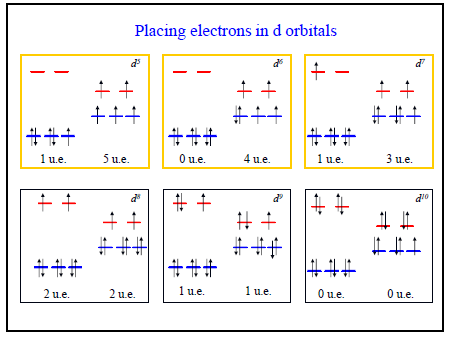 Placing electrons in d orbitals
d5
d6
d7
1 u.e. 5 u.e.
0 u.e. 4 u.e.
1 u.e. 3 u.e.
d8
d9
d10
2 u.e. 2 u.e.
1 u.e. 1 u.e.
0 u.e. 0 u.e.